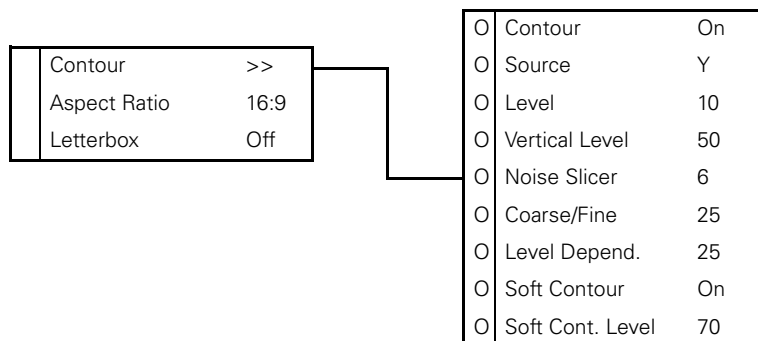 Contour >>
Aspect Ratio 16:9
Letterbox Off
O Contour On
O Source Y
O Level 10
O Vertical Level 50
O Noise Slicer 6
O Coarse/Fine 25
O Level Depend. 25
O Soft Contour On
O Soft Cont. Level 70